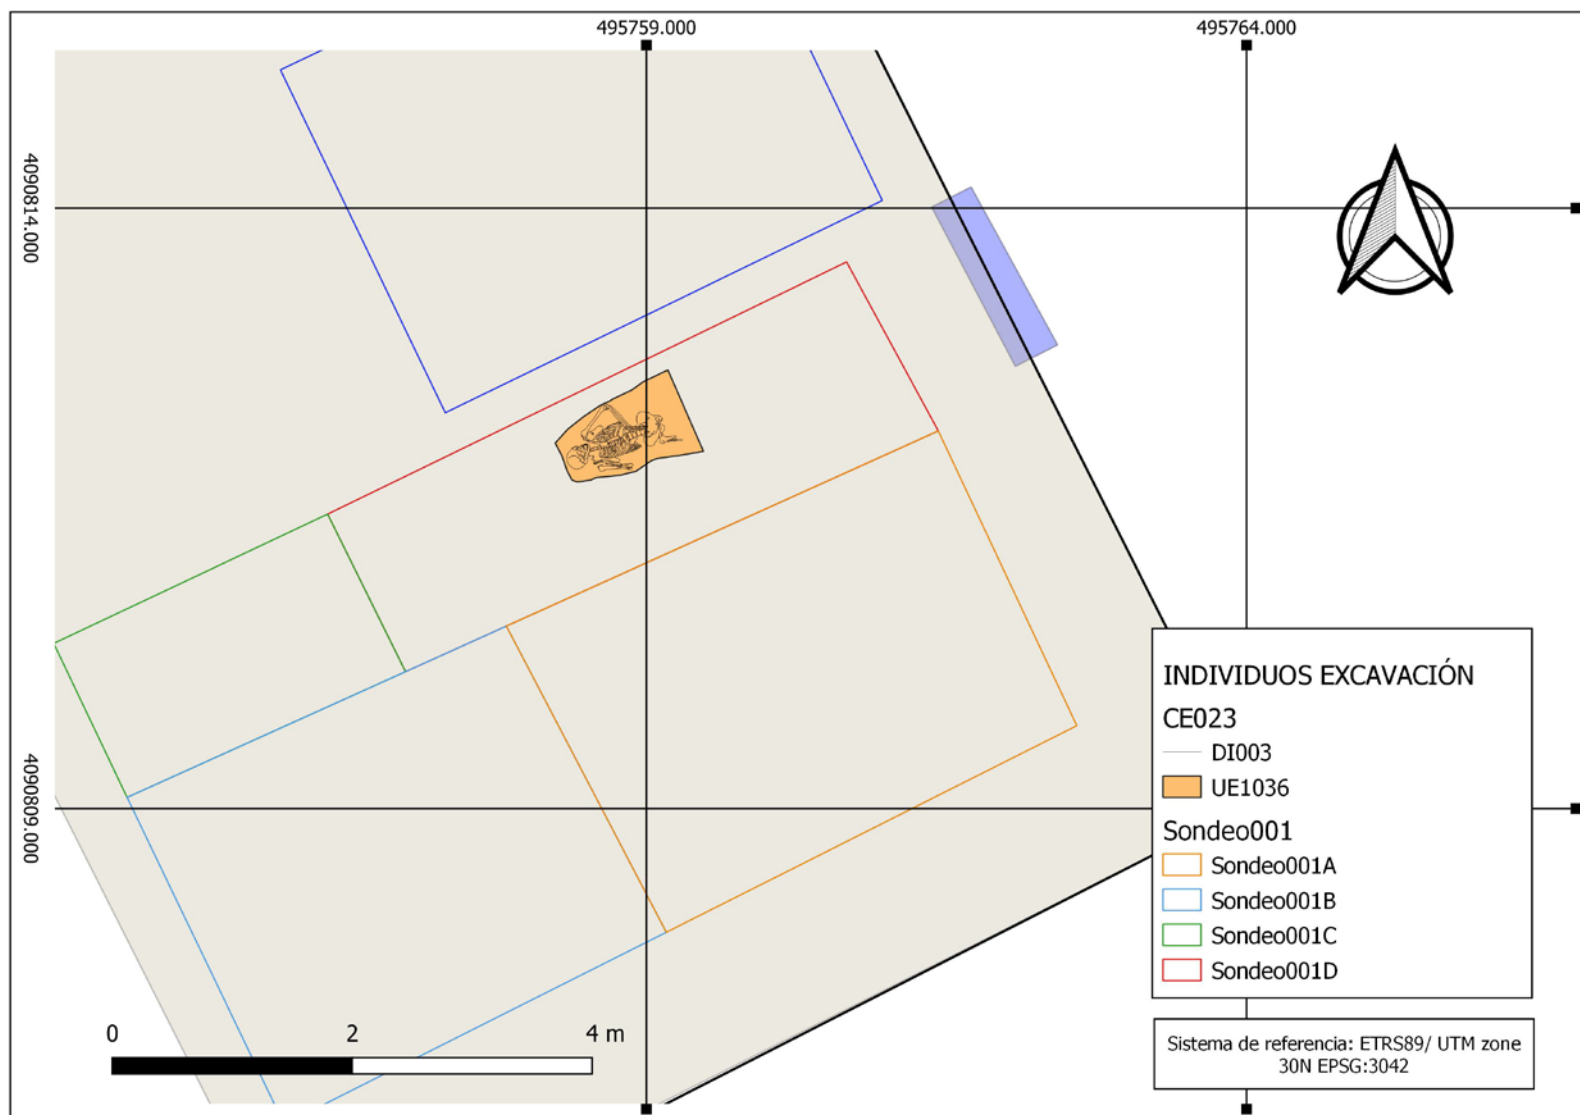 495759.000
495764.000
4090814.000
4090809.000
INDIVIDUOS EXCAVACIÓN
CE023
DI003
UE1036
Sondeo001
Sondeo001A
Sondeo001B
Sondeo001C
Sondeo001D
0 2 4 m
Sistema de referencia: ETRS89/ UTM zone
30N EPSG:3042